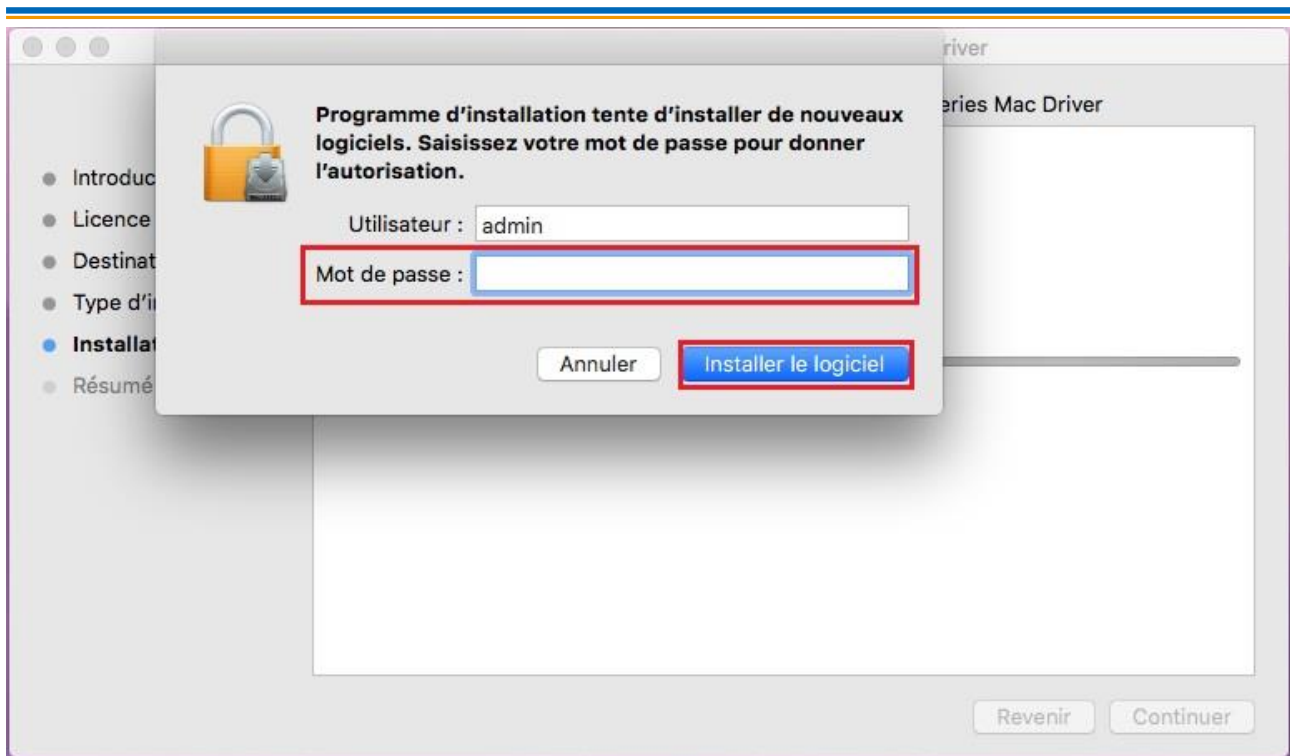 river
eries Mac Driver
Programme d'installation tente d'installer de nouveaux
logiciels. Saisissez votre mot de passe pour donner
l'autorisation.
Utilisateur : admin
Mot de passe :
Annuler
Installer le logiciel
Introduc
Licence
Destinat
Type d'i
Installat
Résumé
Revenir
Continuer